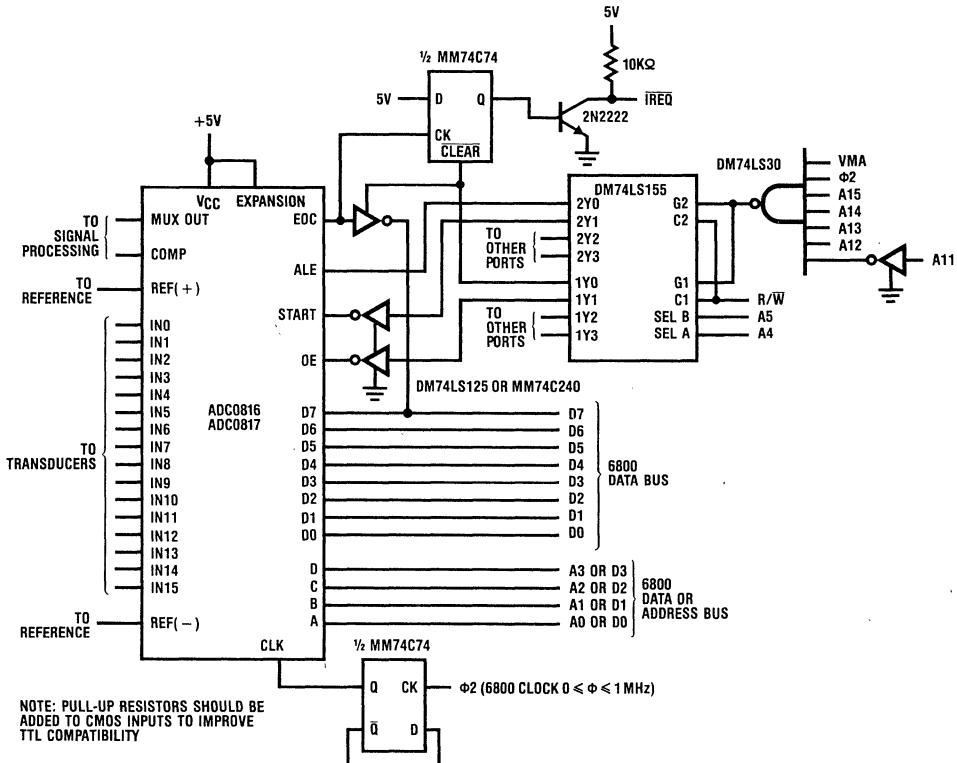 5V
½ MM74C74
10KΩ
5V
D
Q
IREQ
2N2222
CK
CLEAR
+5V
DM74LS30
VMA
Φ2
A15
A14
A13
A12
A11
DM74LS155
VCC
EXPANSION
MUX OUT
EOC
2Y0
G2
2Y1
C2
TO
SIGNAL
PROCESSING
COMP
TO
OTHER
PORTS
2Y2
2Y3
ALE
TO
REFERENCE
REF(+)
1Y0
G1
1Y1
C1
R/W
START
TO
OTHER
PORTS
1Y2
SEL B
A5
1Y3
SEL A
A4
OE
IN0
IN1
IN2
IN3
IN4
IN5
IN6
IN7
IN8
IN9
IN10
IN11
IN12
IN13
IN14
IN15
TO
TRANSDUCERS
ADC0816
ADC0817
DM74LS125 OR MM74C240
D7
D6
D5
D4
D3
D2
D1
D0
D7
D6
D5
D4
D3
D2
D1
D0
6800
DATA BUS
D
C
B
A
A3 OR D3
A2 OR D2
A1 OR D1
A0 OR D0
6800
DATA OR
ADDRESS BUS
TO
REFERENCE
REF(−)
CLK
½ MM74C74
Q
CK
Φ2 (6800 CLOCK 0 ≤ Φ ≤ 1 MHz)
Q
D
NOTE: PULL-UP RESISTORS SHOULD BE
ADDED TO CMOS INPUTS TO IMPROVE
TTL COMPATIBILITY